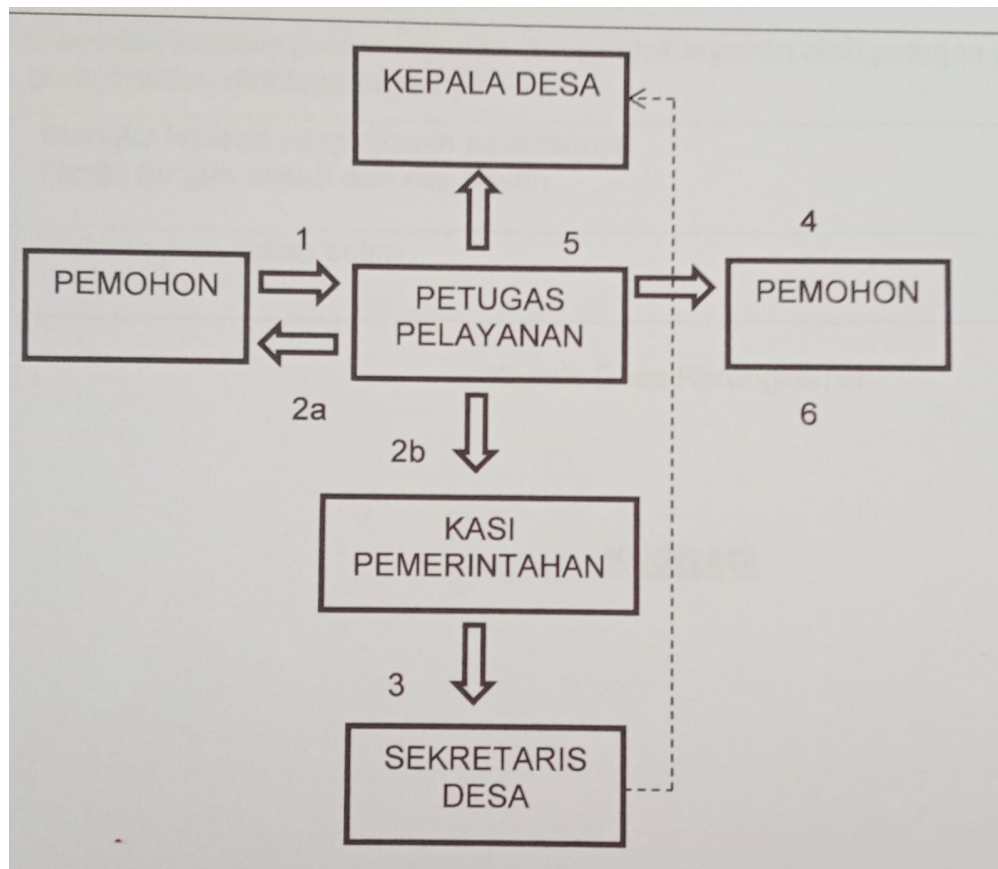 KEPALA DESA
4
1
5
PEMOHON
PETUGAS
PELAYANAN
PEMOHON
2a
6
2b
KASI
PEMERINTAHAN
3
SEKRETARIS
DESA